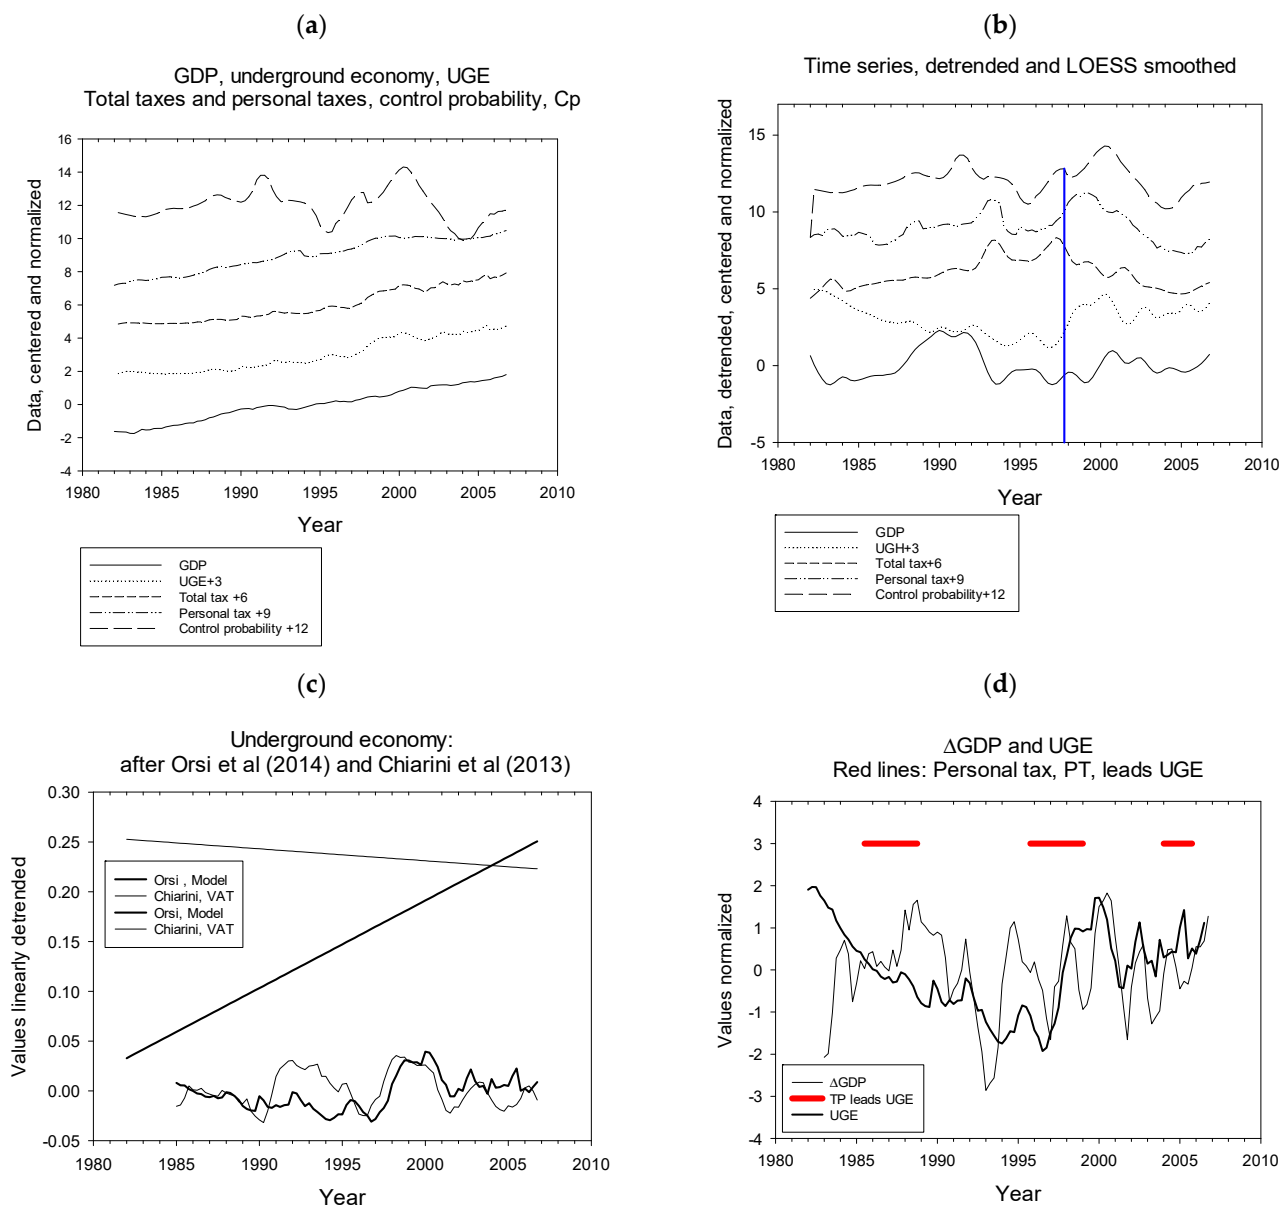 (a)
GDP, underground economy, UGE
Total taxes and personal taxes, control probability, Cp
Data, centered and normalized
16
14
12
10
8
6
4
2
0
-2
-4
1980 1985 1990 1995 2000 2005 2010
Year
GDP
UGE+3
Total tax +6
Personal tax +9
Control probability +12
(b)
Time series, detrended and LOESS smoothed
Data, detrended, centered and normalized
15
10
5
0
-5
1980 1985 1990 1995 2000 2005 2010
Year
GDP
UGH+3
Total tax+6
Personal tax+9
Control probability+12
(c)
Underground economy:
after Orsi et al (2014) and Chiarini et al (2013)
Values linearly detrended
0.30
0.25
0.20
0.15
0.10
0.05
0.00
-0.05
Orsi , Model
Chiarini, VAT
Orsi, Model
Chiarini, VAT
1980 1985 1990 1995 2000 2005 2010
Year
(d)
ΔGDP and UGE
Red lines: Personal tax, PT, leads UGE
Values normalized
4
3
2
1
0
-1
-2
-3
-4
ΔGDP
TP leads UGE
UGE
1980 1985 1990 1995 2000 2005 2010
Year